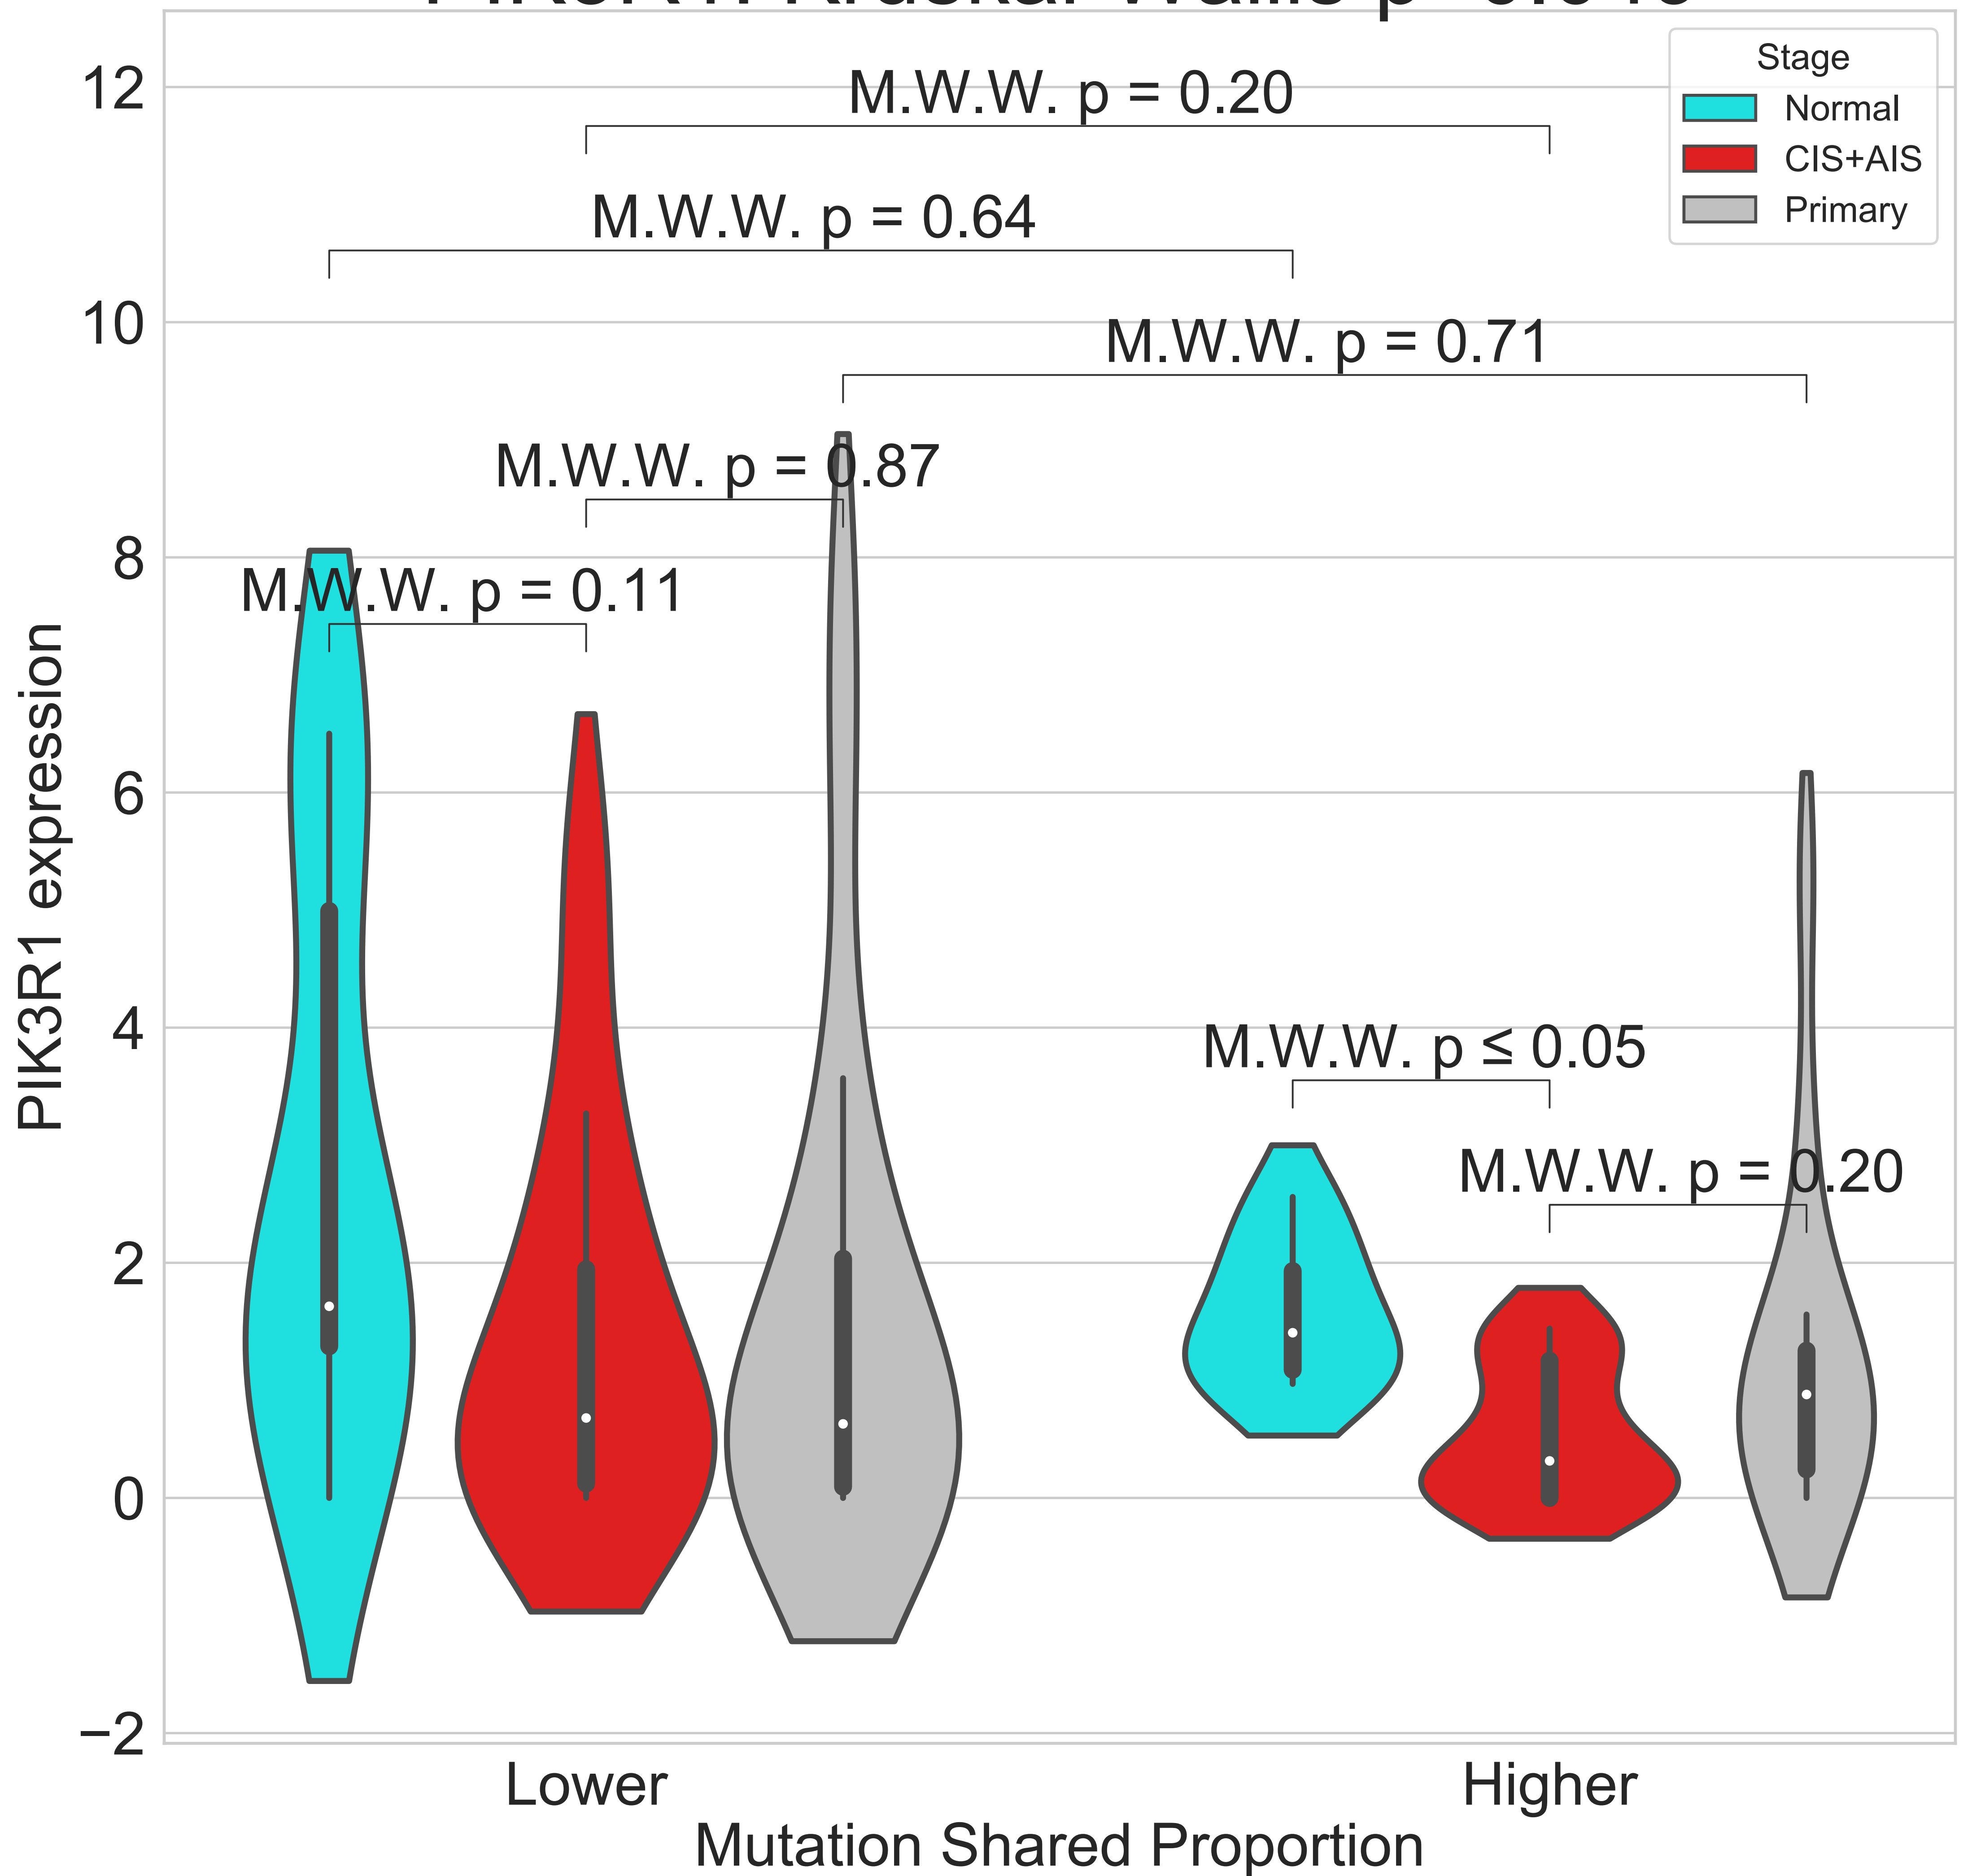 Stage
Normal
CIS+AIS
Primary
12
10
8
6
4
2
0
−2
PIK3R1 expression
M.W.W. p = 0.20
M.W.W. p = 0.64
M.W.W. p = 0.71
M.W.W. p = 0.87
M.W.W. p = 0.11
M.W.W. p ≤ 0.05
M.W.W. p = 0.20
Lower
Higher
Mutation Shared Proportion